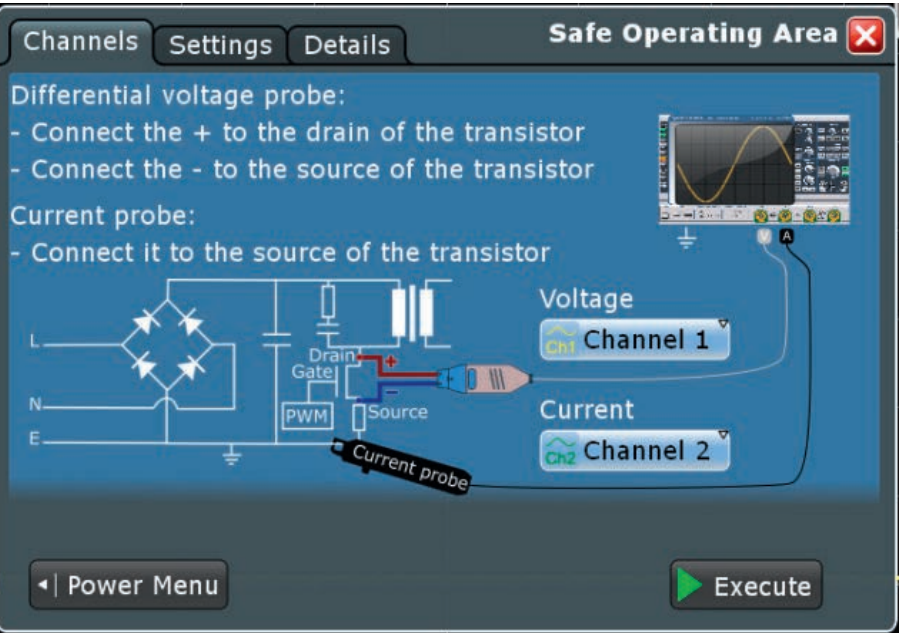 Channels
Settings
Details
Safe Operating Area
Differential voltage probe:
- Connect the + to the drain of the transistor
- Connect the - to the source of the transistor
Current probe:
- Connect it to the source of the transistor
V
A
L
N
E
Drain
+
Gate
-
PWM
Source
Current probe
Voltage
Ch1 Channel 1
Current
Ch2 Channel 2
Power Menu
Execute